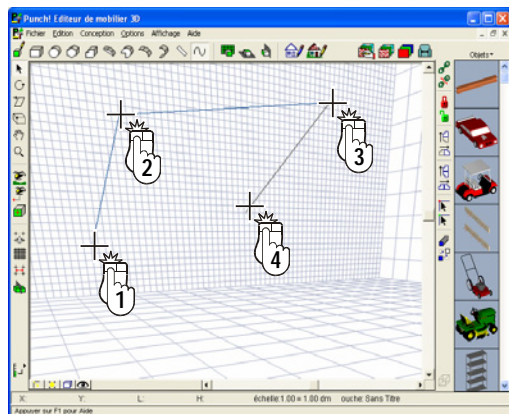 Punch! Editeur de mobilier 3D
Fichier Edition Conception Options Affichage Aide
Objets
2
3
4
1
X: Y: L: H: échelle:1.00 = 1.00 dm ouche: Sans Titre
Appuyer sur F1 pour Aide